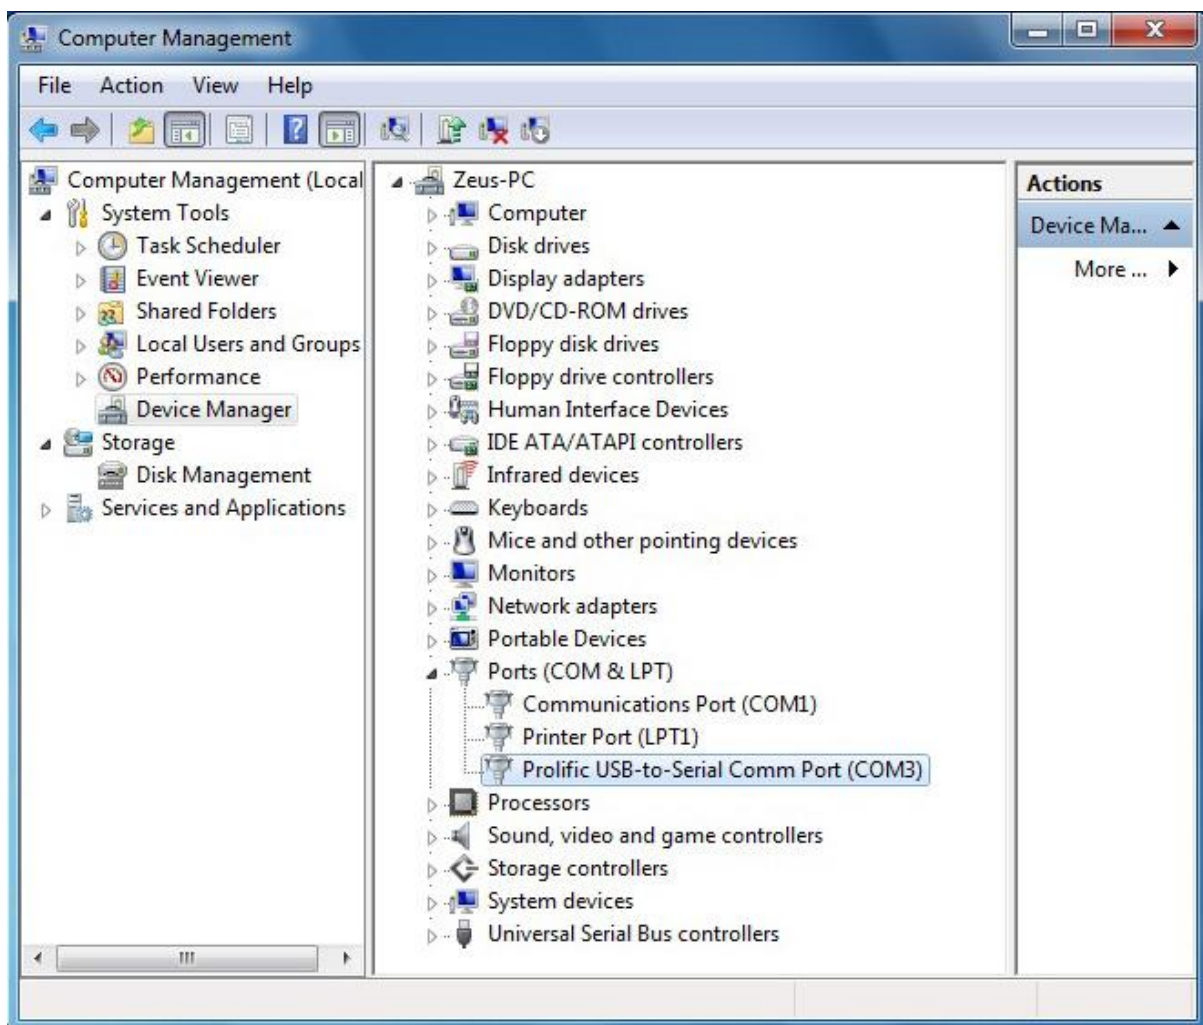 Computer Management
File Action View Help
Computer Management (Local
System Tools
Task Scheduler
Event Viewer
Shared Folders
Local Users and Groups
Performance
Device Manager
Storage
Disk Management
Services and Applications
Zeus-PC
Computer
Disk drives
Display adapters
DVD/CD-ROM drives
Floppy disk drives
Floppy drive controllers
Human Interface Devices
IDE ATA/ATAPI controllers
Infrared devices
Keyboards
Mice and other pointing devices
Monitors
Network adapters
Portable Devices
Ports (COM & LPT)
Communications Port (COM1)
Printer Port (LPT1)
Prolific USB-to-Serial Comm Port (COM3)
Processors
Sound, video and game controllers
Storage controllers
System devices
Universal Serial Bus controllers
Actions
Device Ma...
More ...